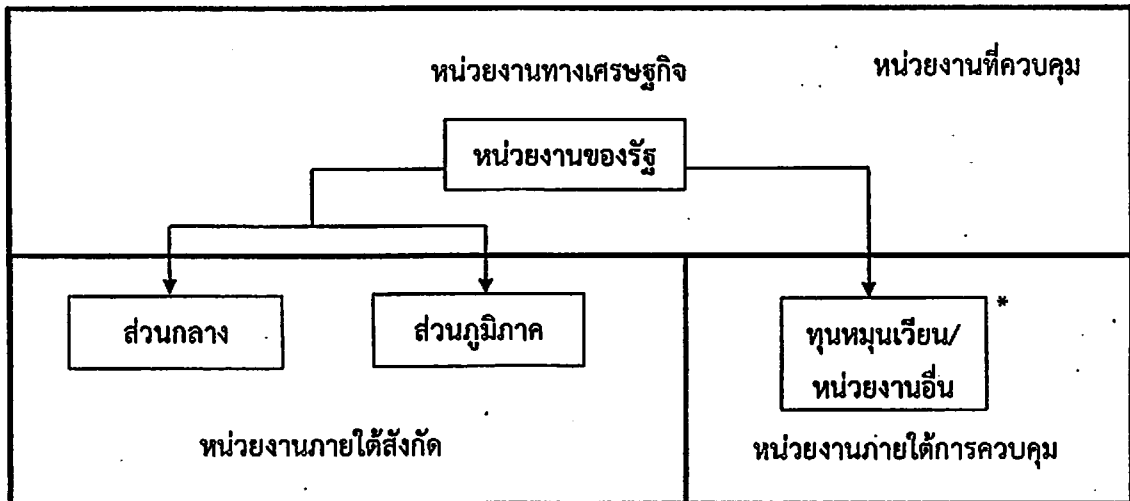 หน่วยงานทางเศรษฐกิจ
หน่วยงานที่ควบคุม
หน่วยงานของรัฐ
ส่วนกลาง
ส่วนภูมิภาค
ทุนหมุนเวียน/
หน่วยงานอื่น
*
หน่วยงานภายใต้สังกัด
หน่วยงานภายใต้การควบคุม